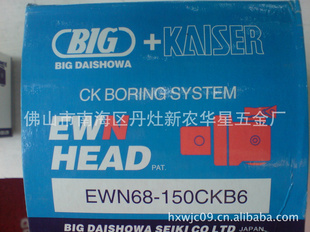 BIG + KAISER
BIG DAISHOWA
CK BORING SYSTEM
佛山市南海区丹灶新农华星五金厂
EWN
HEAD PAT.
EWN68-150CKB6
BIG DAISHOWA SEIKI CO LTD JAPAN
hxwjc09.cn.alibaba.com